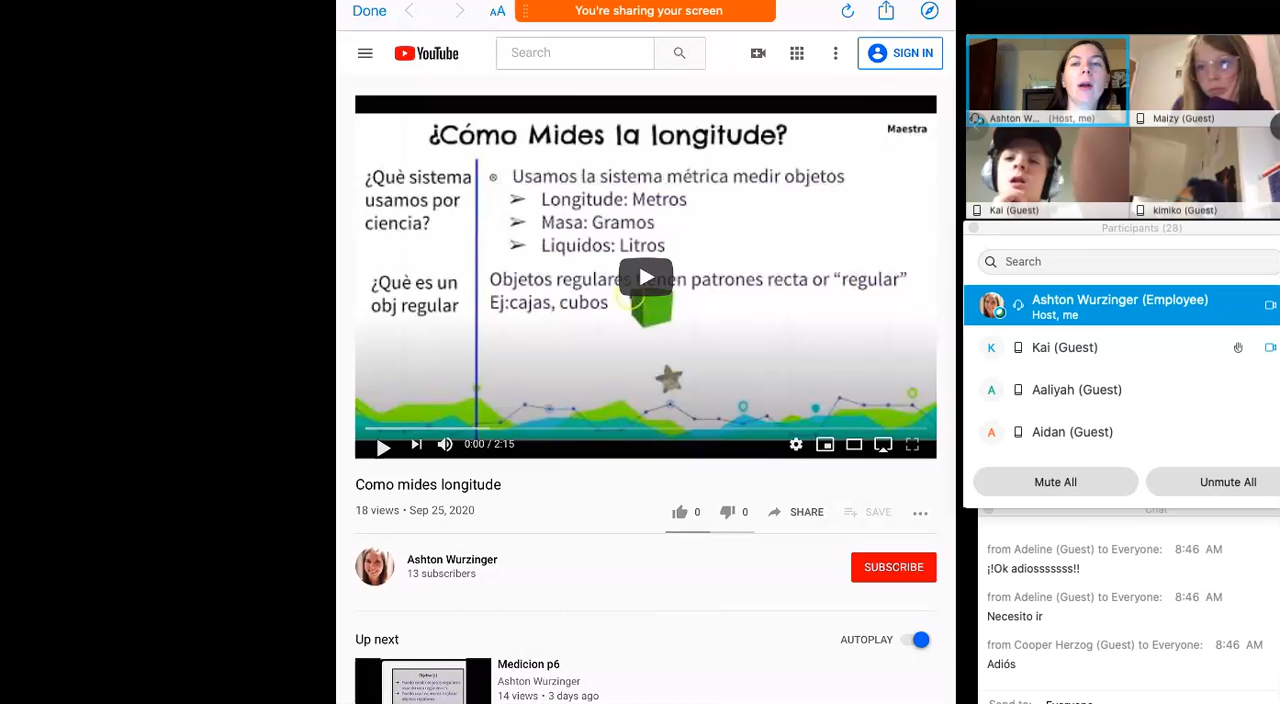 Done
AA
You're sharing your screen
YouTube
Search
SIGN IN
¿Cómo Mides la longitude?
Maestra
¿Què sistema
usamos por
ciencia?
Usamos la sistema métrica medir objetos
Longitude: Metros
Masa: Gramos
Liquidos: Litros
¿Què es un
obj regular
Objetos regulares tienen patrones recta or “regular”
Ej:cajas, cubos
0:00 / 2:15
Como mides longitude
18 views • Sep 25, 2020
0
0
SHARE
SAVE
Ashton Wurzinger
13 subscribers
SUBSCRIBE
Up next
AUTOPLAY
Medicion p6
Ashton Wurzinger
14 views • 3 days ago
Ashton W... (Host, me)
Maizy (Guest)
Kai (Guest)
kimiko (Guest)
Participants (28)
Search
Ashton Wurzinger (Employee)
Host, me
K
Kai (Guest)
A
Aaliyah (Guest)
A
Aidan (Guest)
Mute All
Unmute All
Chat
from Adeline (Guest) to Everyone: 8:46 AM
¡!Ok adiosssssss!!
from Adeline (Guest) to Everyone: 8:46 AM
Necesito ir
from Cooper Herzog (Guest) to Everyone: 8:46 AM
Adiós
Send to: Everyone